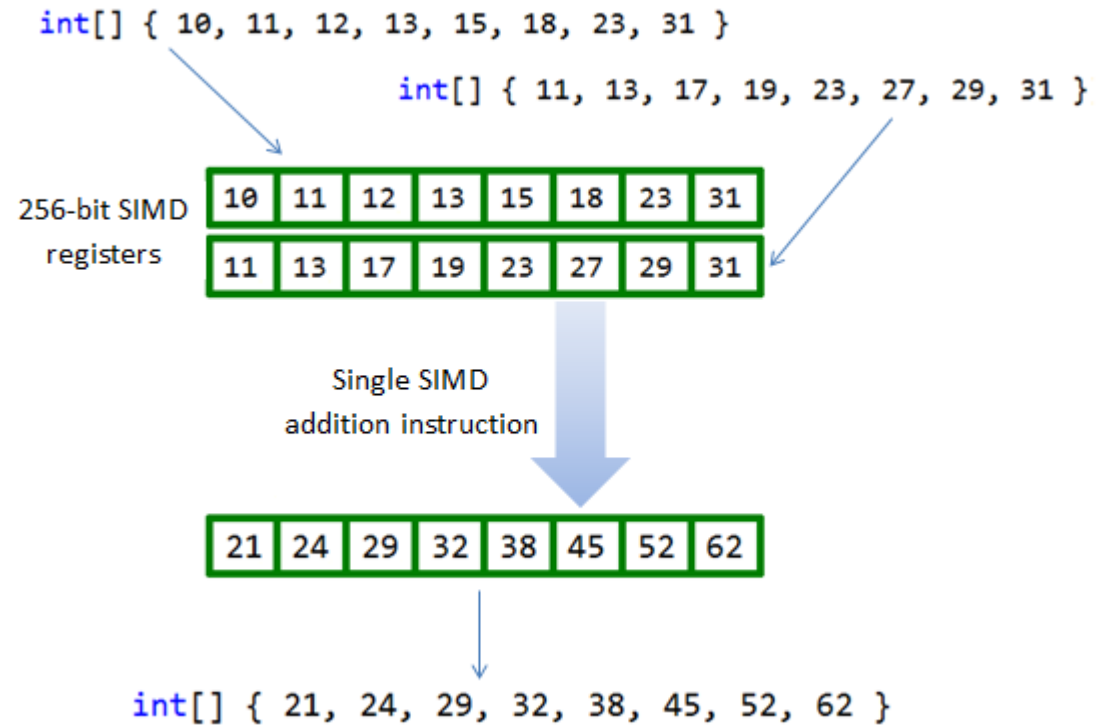 int[] { 10, 11, 12, 13, 15, 18, 23, 31 }
int[] { 11, 13, 17, 19, 23, 27, 29, 31 }
256-bit SIMD
registers
10 11 12 13 15 18 23 31
11 13 17 19 23 27 29 31
Single SIMD
addition instruction
21 24 29 32 38 45 52 62
int[] { 21, 24, 29, 32, 38, 45, 52, 62 }